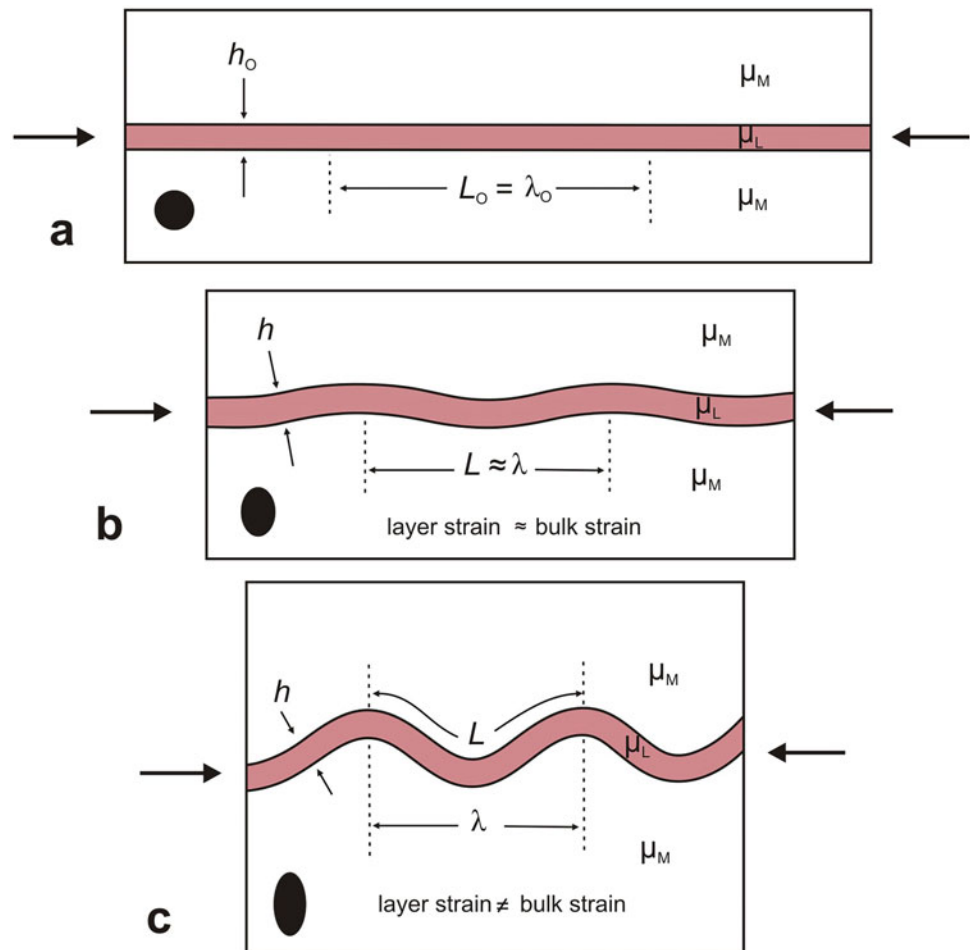 h₀
μM
μL
L₀ = λ₀
μM
a
h
μM
μL
L ≈ λ
μM
b
layer strain ≈ bulk strain
μM
h
L
μL
λ
μM
layer strain ≠ bulk strain
c